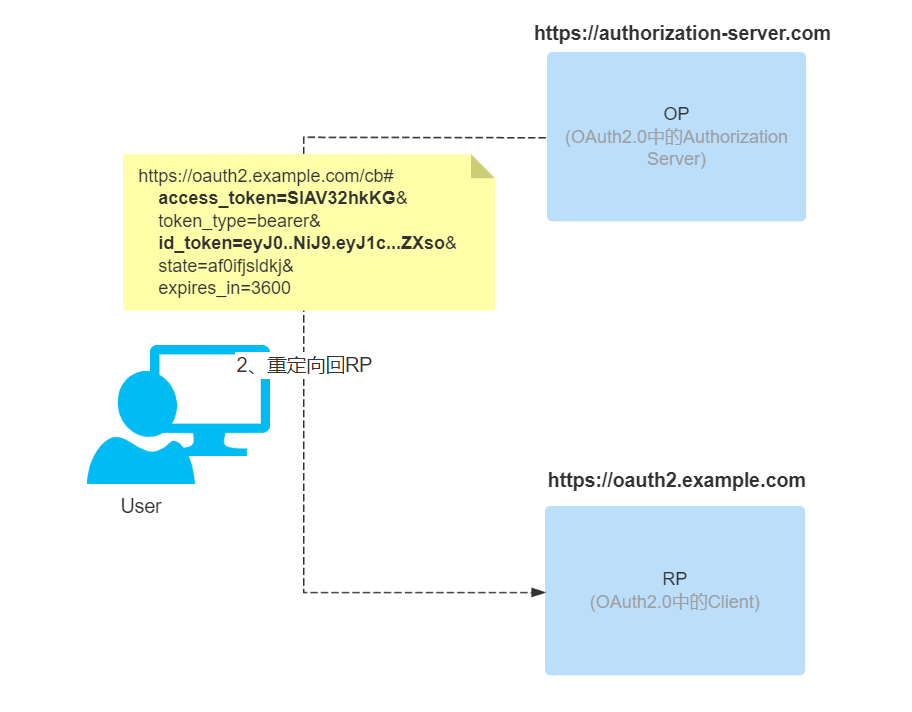 https://authorization-server.com
OP
(OAuth2.0中的Authorization
Server)
https://oauth2.example.com/cb#
access_token=SlAV32hkKG&
token_type=bearer&
id_token=eyJ0..NiJ9.eyJ1c...ZXso&
state=af0ifjsldkj&
expires_in=3600
2、重定向回RP
User
https://oauth2.example.com
RP
(OAuth2.0中的Client)